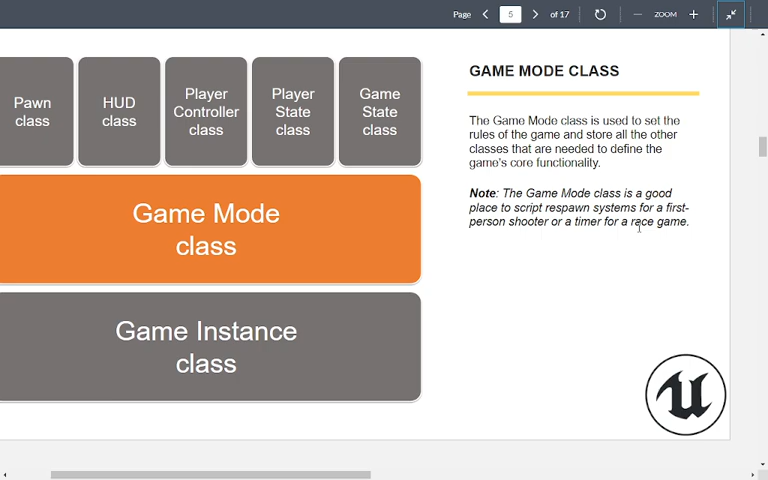 Page 5 of 17 ZOOM
Pawn
class
HUD
class
Player
Controller
class
Player
State
class
Game
State
class
Game Mode
class
Game Instance
class
GAME MODE CLASS
The Game Mode class is used to set the
rules of the game and store all the other
classes that are needed to define the
game's core functionality.
Note: The Game Mode class is a good
place to script respawn systems for a first-
person shooter or a timer for a race game.